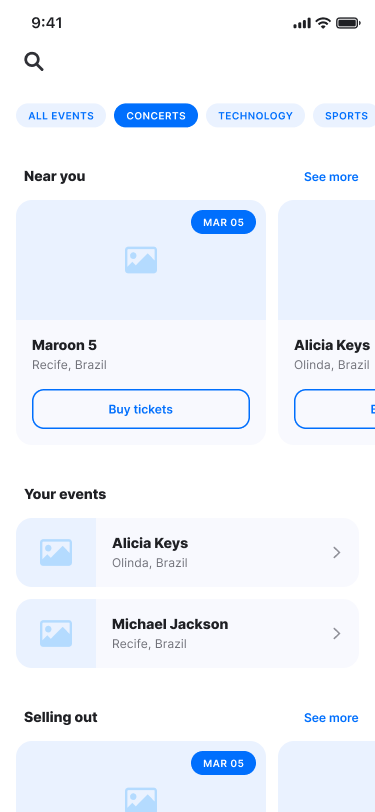 9:41
ALL EVENTS
CONCERTS
TECHNOLOGY
SPORTS
Near you
See more
MAR 05
Maroon 5
Recife, Brazil
Buy tickets
Alicia Keys
Olinda, Brazil
Your events
Alicia Keys
Olinda, Brazil
Michael Jackson
Recife, Brazil
Selling out
See more
MAR 05